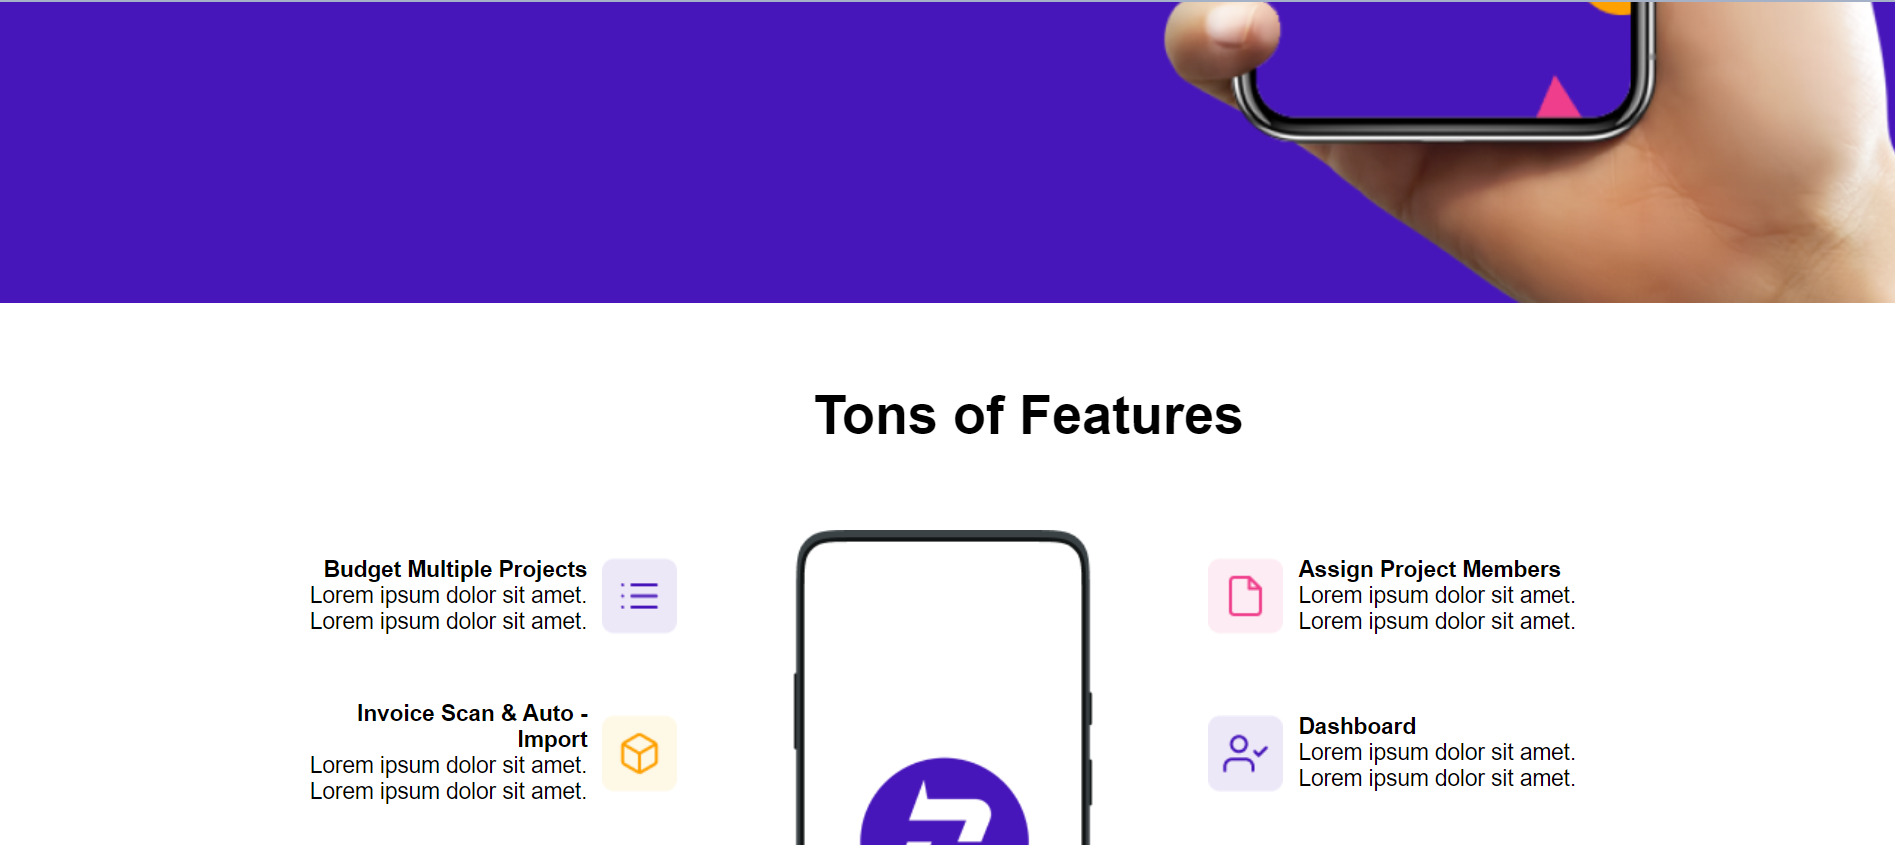 Tons of Features
Budget Multiple Projects
Lorem ipsum dolor sit amet.
Lorem ipsum dolor sit amet.
Invoice Scan & Auto -
Import
Lorem ipsum dolor sit amet.
Lorem ipsum dolor sit amet.
Assign Project Members
Lorem ipsum dolor sit amet.
Lorem ipsum dolor sit amet.
Dashboard
Lorem ipsum dolor sit amet.
Lorem ipsum dolor sit amet.